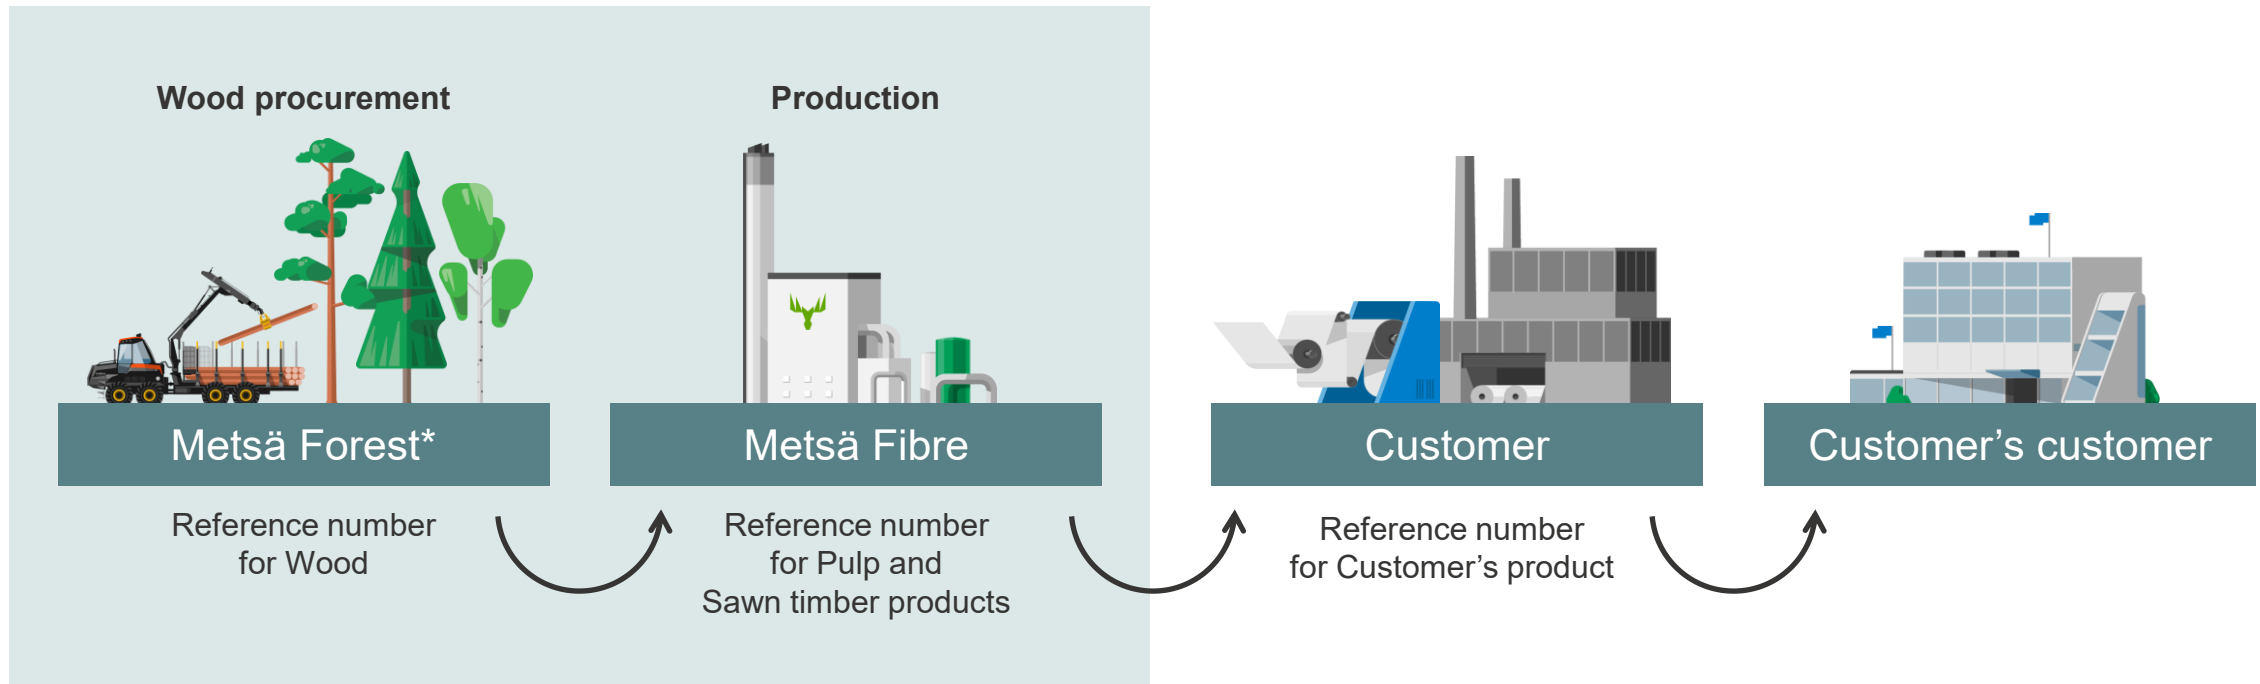 Wood procurement
Production
Metsä Forest*
Metsä Fibre
Customer
Customer’s customer
Reference number
for Wood
Reference number
for Pulp and
Sawn timber products
Reference number
for Customer’s product